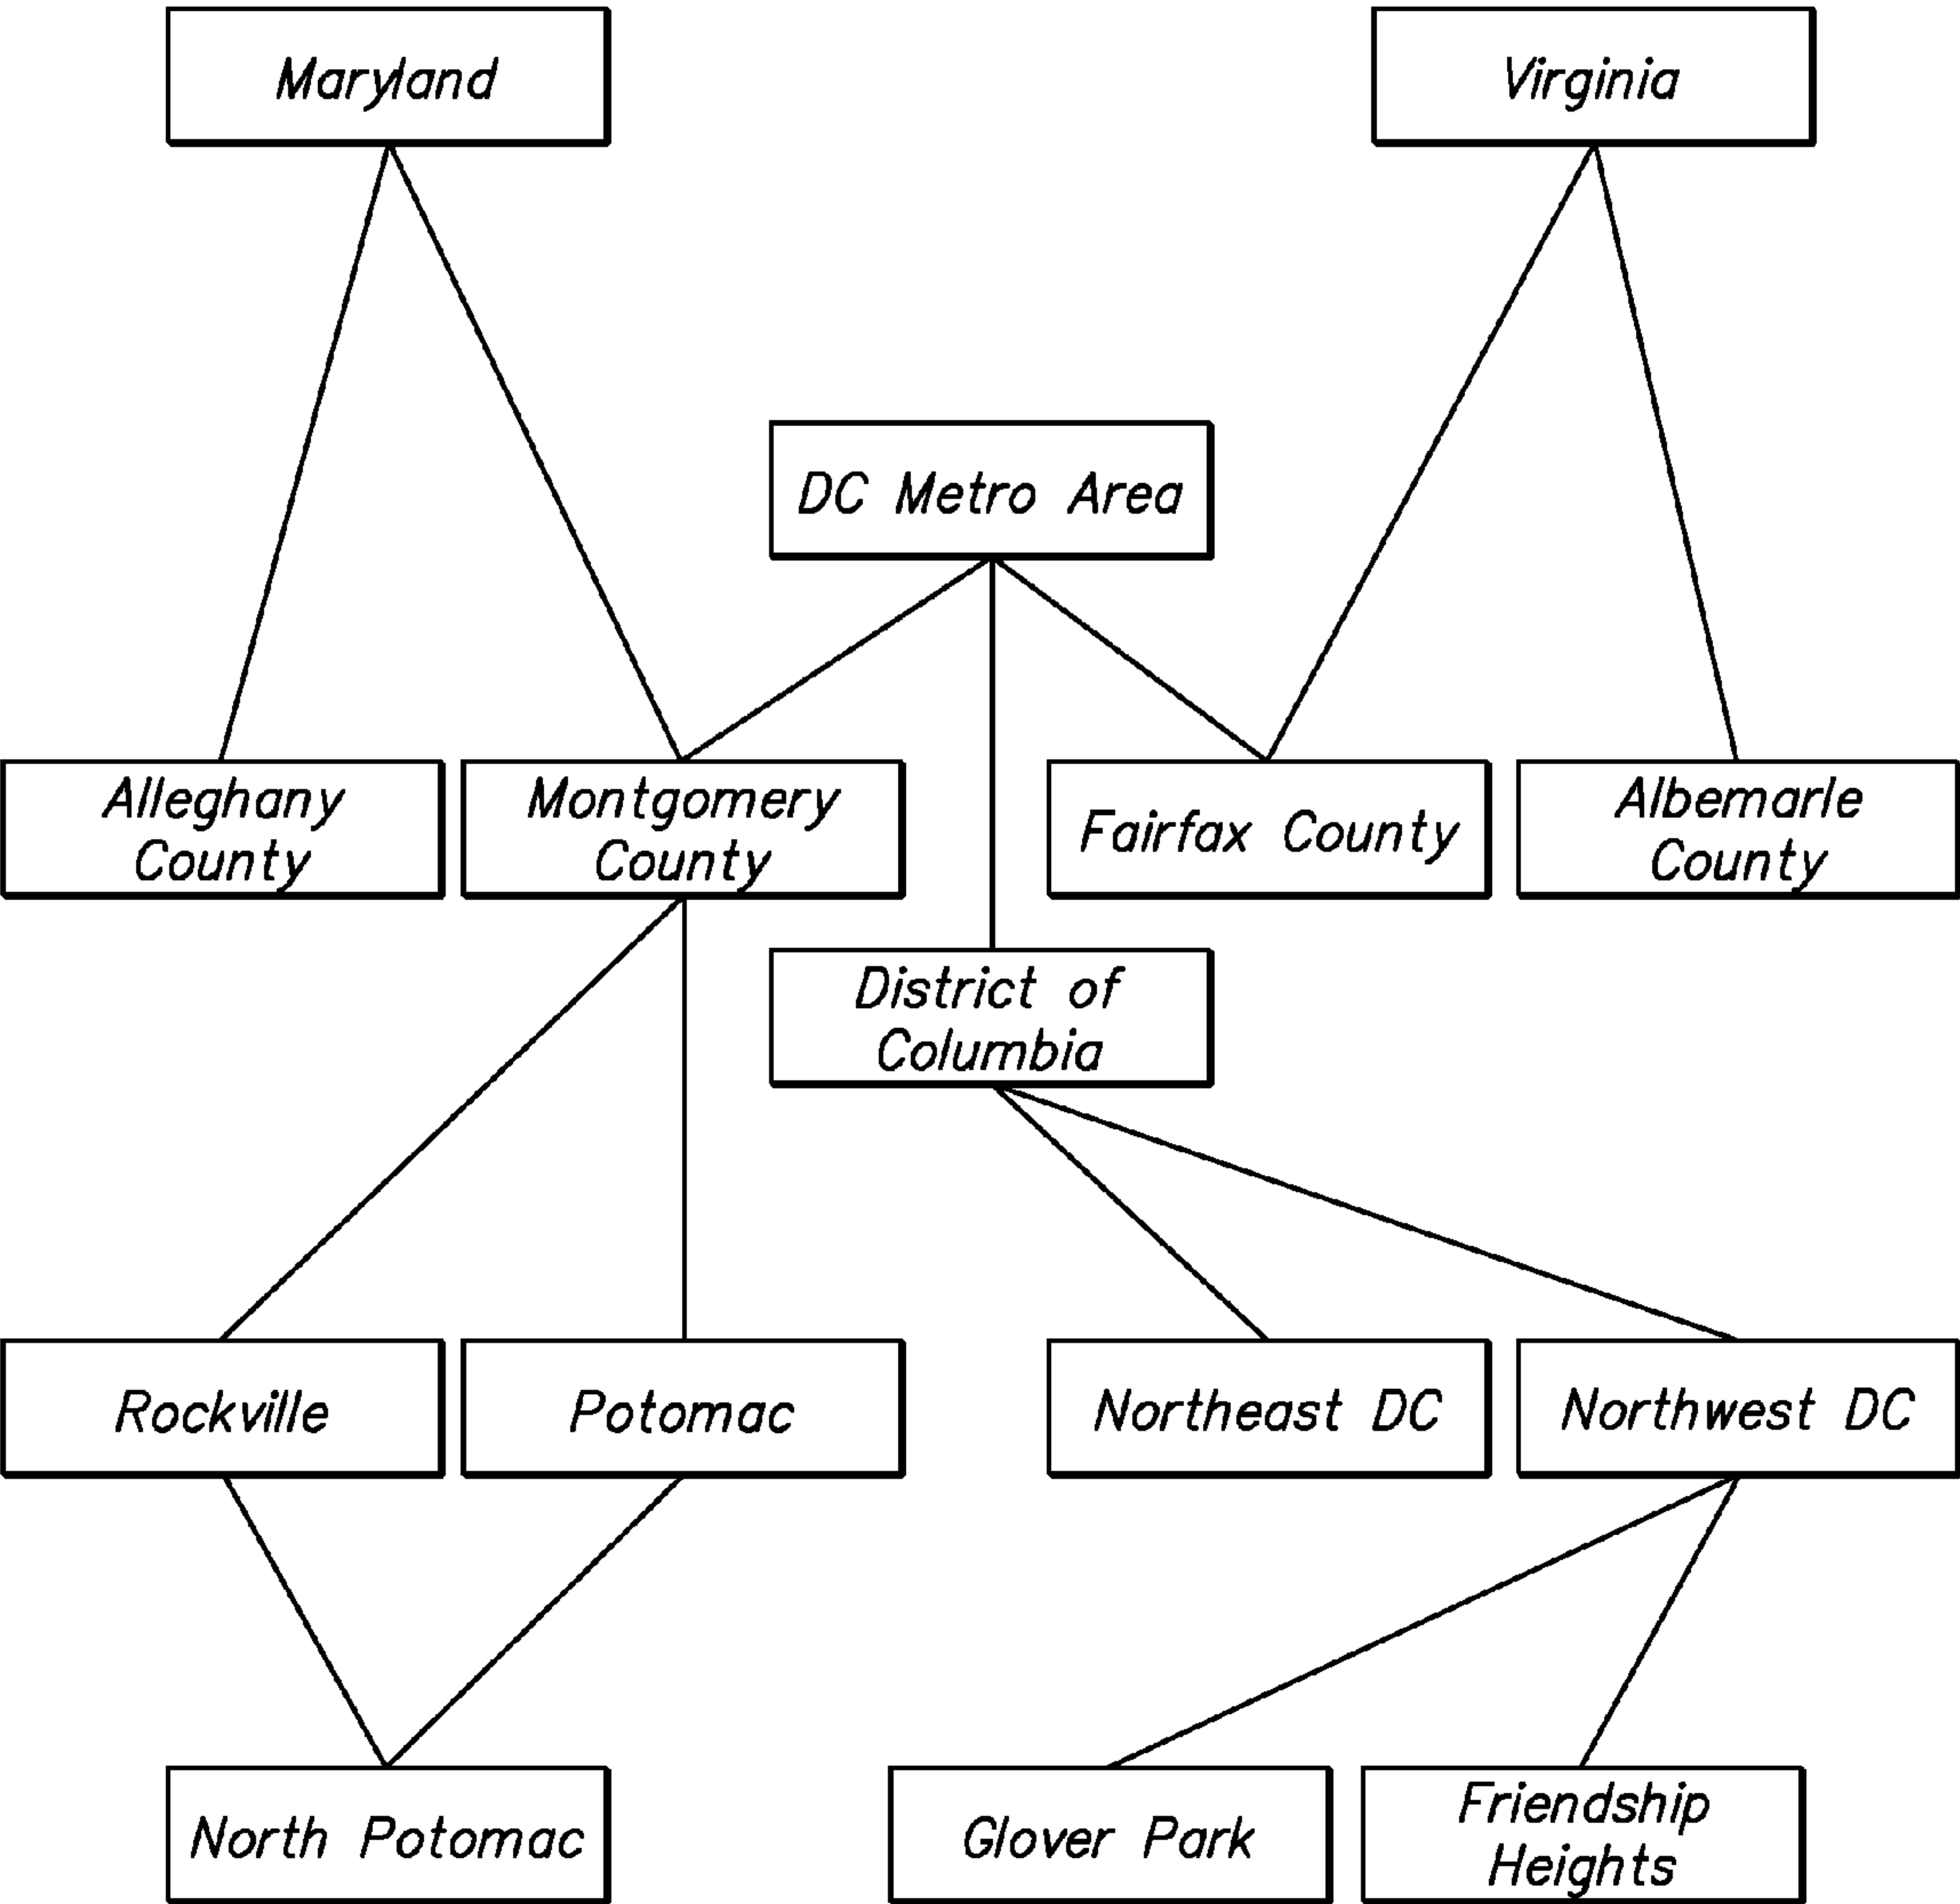 Maryland
Virginia
DC Metro Area
Alleghany
County
Montgomery
County
Fairfax County
Albemarle
County
District of
Columbia
Rockville
Potomac
Northeast DC
Northwest DC
North Potomac
Glover Park
Friendship
Heights